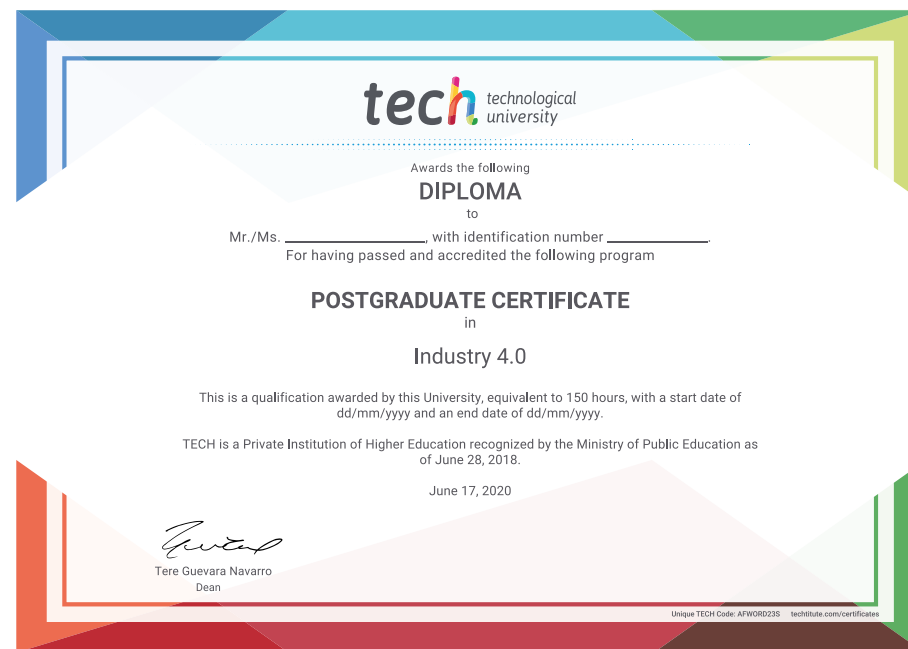 tech technological
university
Awards the following
DIPLOMA
to
Mr./Ms. ____________________, with identification number ______________.
For having passed and accredited the following program
POSTGRADUATE CERTIFICATE
in
Industry 4.0
This is a qualification awarded by this University, equivalent to 150 hours, with a start date of
dd/mm/yyyy and an end date of dd/mm/yyyy.
TECH is a Private Institution of Higher Education recognized by the Ministry of Public Education as
of June 28, 2018.
June 17, 2020
Tere Guevara Navarro
Dean
Unique TECH Code: AFWORD23S techtitute.com/certificates